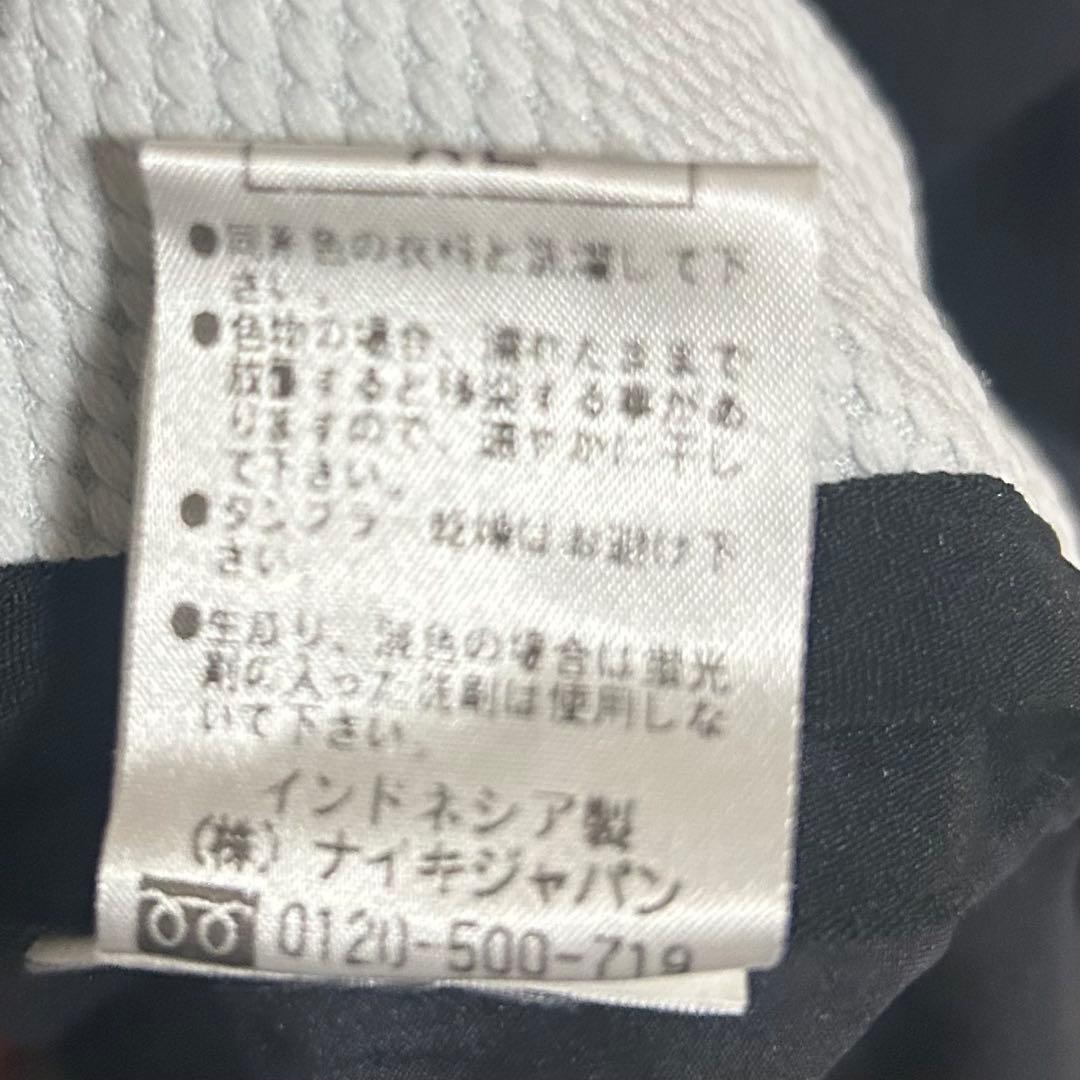 XL
●同系色の衣料と洗濯して下
さい。
●色物の場合、濡れたままで
放置すると移染する事があ
りますので、速やかに干し
て下さい。
●タンブラー乾燥はお避け下
さい
●生成り、淡色の場合は蛍光
剤の入った洗剤は使用しな
いで下さい。
インドネシア製
(株)ナイキジャパン
0120-500-719